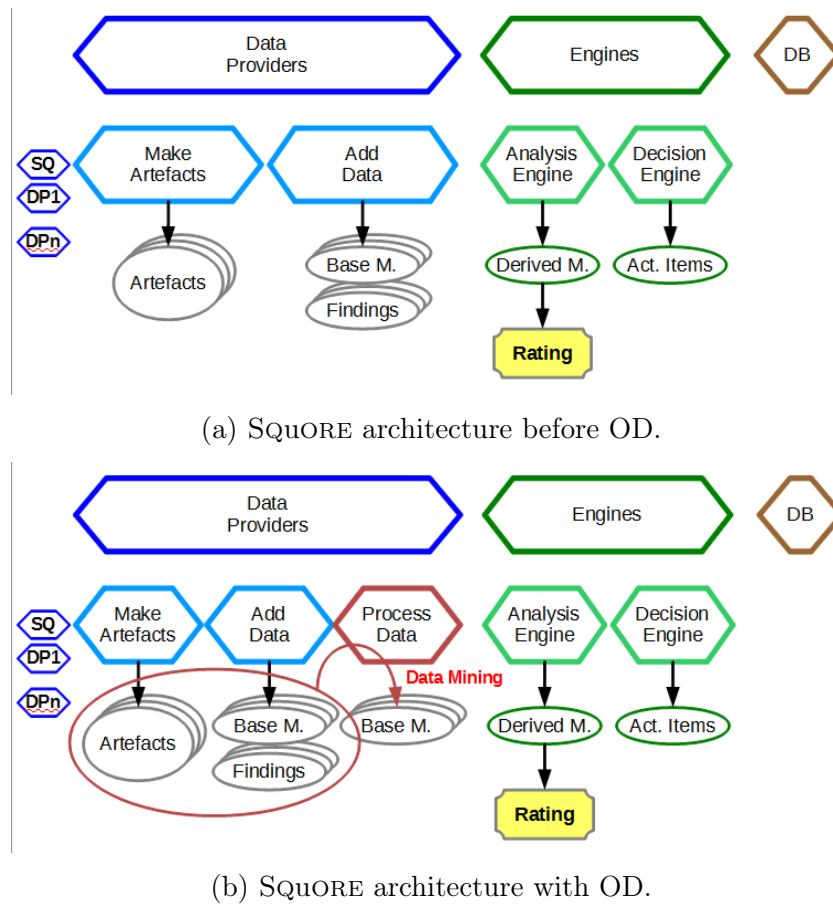 Data
Providers
Engines
DB
SQ
DP1
DPn
Make
Artefacts
Add
Data
Analysis
Engine
Decision
Engine
Artefacts
Base M.
Findings
Derived M.
Act. Items
Rating
(a) SQUORE architecture before OD.
Data
Providers
Engines
DB
SQ
DP1
DPn
Make
Artefacts
Add
Data
Process
Data
Analysis
Engine
Decision
Engine
Data Mining
Artefacts
Base M.
Findings
Base M.
Derived M.
Act. Items
Rating
(b) SQUORE architecture with OD.